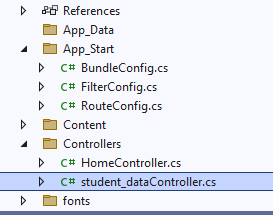 References
App_Data
App_Start
C# BundleConfig.cs
C# FilterConfig.cs
C# RouteConfig.cs
Content
Controllers
C# HomeController.cs
C# student_dataController.cs
fonts